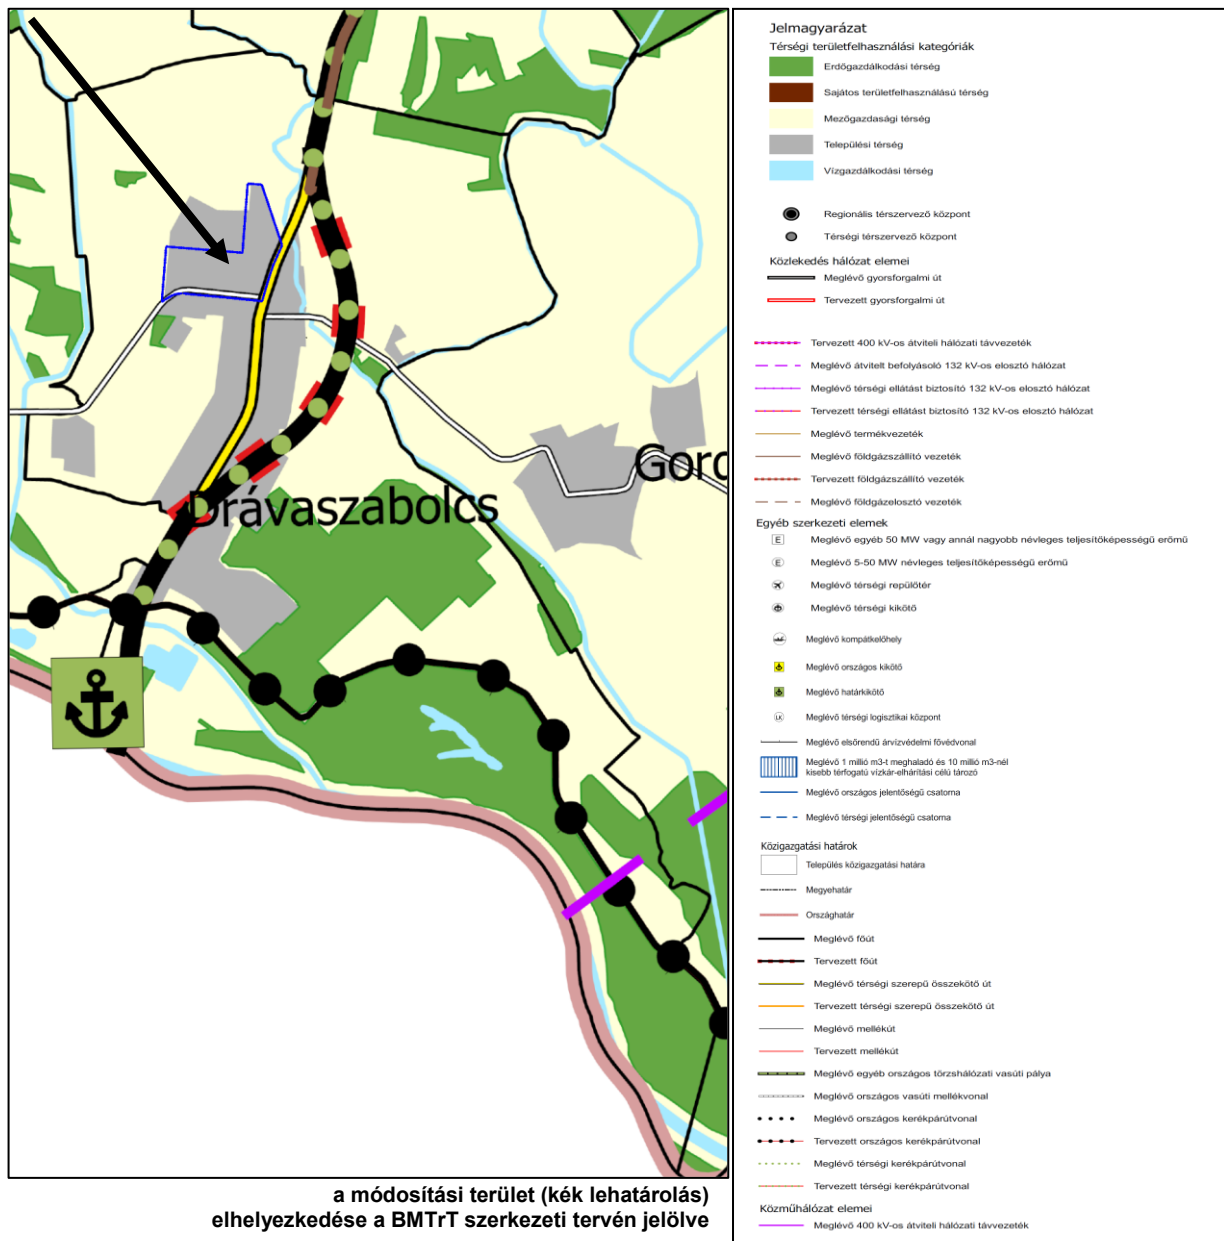 Drávaszabolcs
Gord
a módosítási terület (kék lehatárolás)
elhelyezkedése a BMTrT szerkezeti tervén jelölve
Jelmagyarázat
Térségi területfelhasználási kategóriák
Erdőgazdálkodási térség
Sajátos területfelhasználású térség
Mezőgazdasági térség
Települési térség
Vízgazdálkodási térség
Regionális térszervező központ
Térségi térszervező központ
Közlekedés hálózat elemei
Meglévő gyorsforgalmi út
Tervezett gyorsforgalmi út
Tervezett 400 kV-os átviteli hálózati távvezeték
Meglévő átvitelt befolyásoló 132 kV-os elosztó hálózat
Meglévő térségi ellátást biztosító 132 kV-os elosztó hálózat
Tervezett térségi ellátást biztosító 132 kV-os elosztó hálózat
Meglévő termékvezeték
Meglévő földgázszállító vezeték
Tervezett földgázszállító vezeték
Meglévő földgázelosztó vezeték
Egyéb szerkezeti elemek
E Meglévő egyéb 50 MW vagy annál nagyobb névleges teljesítőképességű erőmű
E Meglévő 5-50 MW névleges teljesítőképességű erőmű
Meglévő térségi repülőtér
Meglévő térségi kikötő
Meglévő kompátkelőhely
Meglévő országos kikötő
Meglévő határkikötő
LK Meglévő térségi logisztikai központ
Meglévő elsőrendű árvízvédelmi fővédvonal
Meglévő 1 millió m3-t meghaladó és 10 millió m3-nél
kisebb térfogatú vízkár-elhárítási célú tározó
Meglévő országos jelentőségű csatorna
Meglévő térségi jelentőségű csatorna
Közigazgatási határok
Település közigazgatási határa
Megyehatár
Országhatár
Meglévő főút
Tervezett főút
Meglévő térségi szerepű összekötő út
Tervezett térségi szerepű összekötő út
Meglévő mellékút
Tervezett mellékút
Meglévő egyéb országos törzshálózati vasúti pálya
Meglévő országos vasúti mellékvonal
Meglévő országos kerékpárútvonal
Tervezett országos kerékpárútvonal
Meglévő térségi kerékpárútvonal
Tervezett térségi kerékpárútvonal
Közműhálózat elemei
Meglévő 400 kV-os átviteli hálózati távvezeték